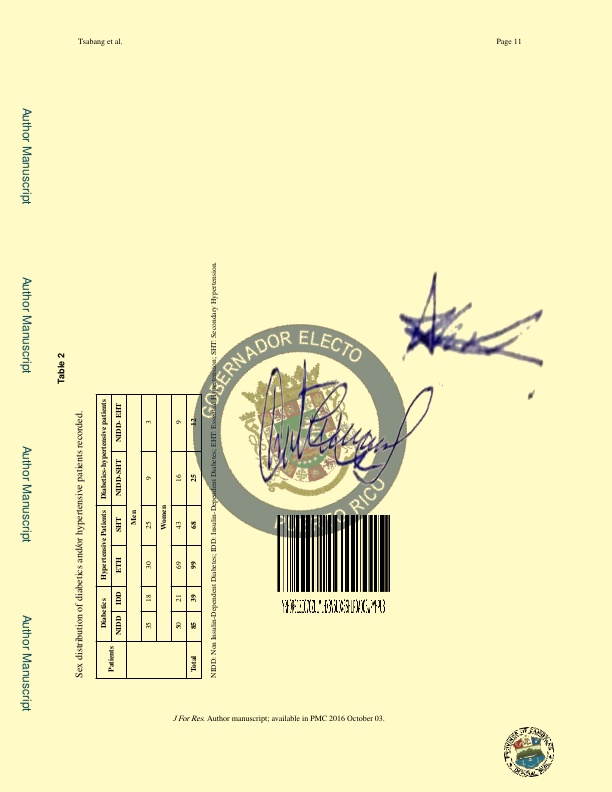 Tsabang et al.
Page 11
Author Manuscript
Author Manuscript
Author Manuscript
Author Manuscript
Table 2
Sex distribution of diabetics and/or hypertensive patients recorded.
Patients Diabetics Hypertensive Patients Diabetics-hypertensive patients
NIDD IDD ETH SHT NIDD-SHT NIDD- EHT
Men
35 18 30 25 9 3
Women
50 21 69 43 16 9
Total 85 39 99 68 25 12
NIDD: Non Insulin-Dependent Diabetes; IDD: Insulin-Dependent Diabetes; EHT: Essential Hypertension; SHT: Secondary Hypertension.
GOBERNADOR ELECTO
PUERTO RICO
J For Res. Author manuscript; available in PMC 2016 October 03.